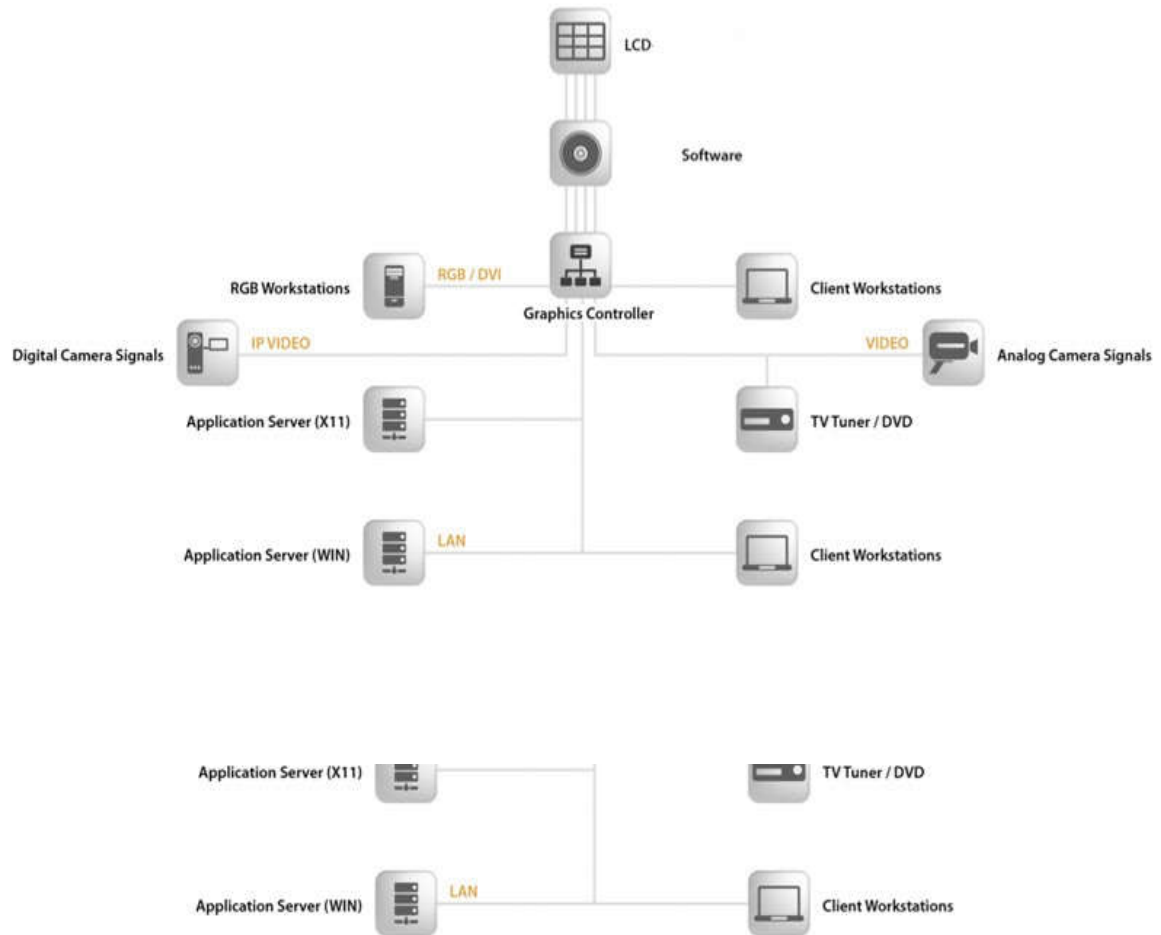 LCD
Software
RGB Workstations
RGB / DVI
Graphics Controller
Client Workstations
Digital Camera Signals
IP VIDEO
VIDEO
Analog Camera Signals
Application Server (X11)
TV Tuner / DVD
Application Server (WIN)
LAN
Client Workstations
Application Server (X11)
TV Tuner / DVD
Application Server (WIN)
LAN
Client Workstations